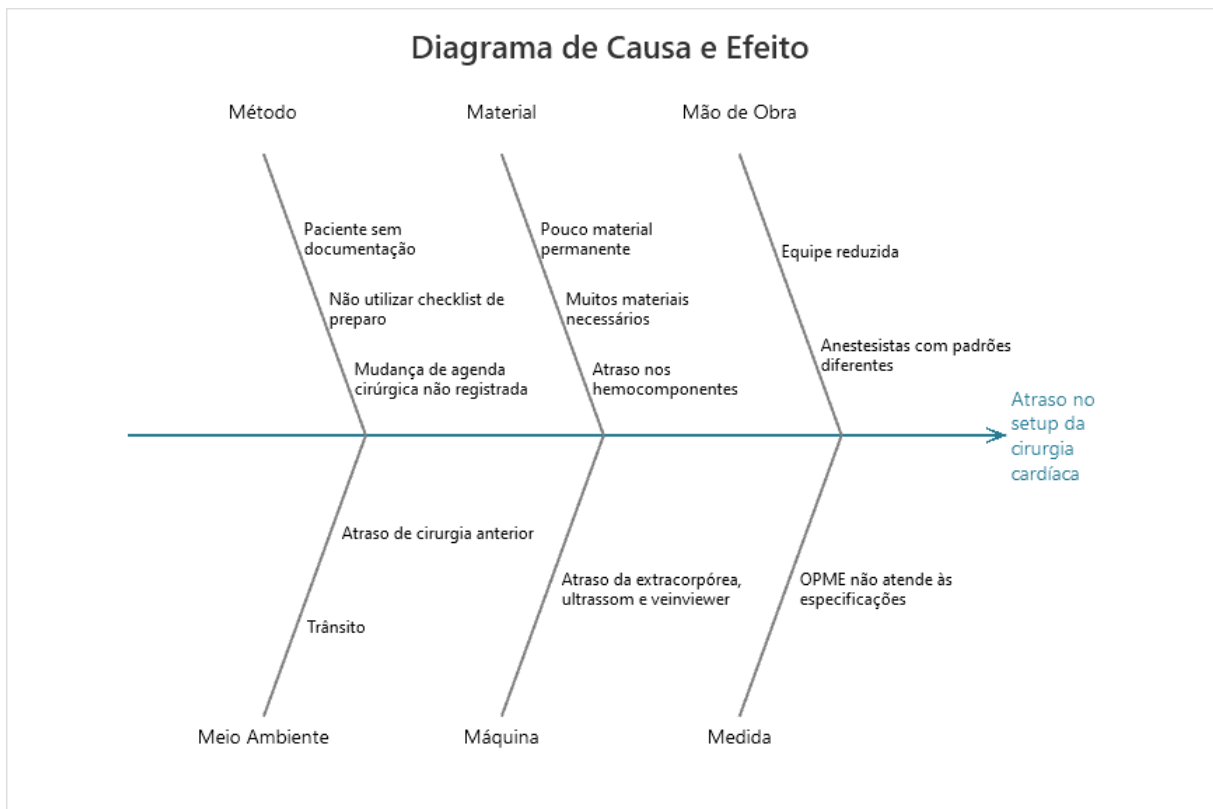 Diagrama de Causa e Efeito
Método
Material
Mão de Obra
Paciente sem
documentação
Não utilizar checklist de
preparo
Mudança de agenda
cirúrgica não registrada
Pouco material
permanente
Muitos materiais
necessários
Atraso nos
hemocomponentes
Equipe reduzida
Anestesistas com padrões
diferentes
Atraso no
setup da
cirurgia
cardíaca
Atraso de cirurgia anterior
Trânsito
Atraso da extracorpórea,
ultrassom e veinviewer
OPME não atende às
especificações
Meio Ambiente
Máquina
Medida